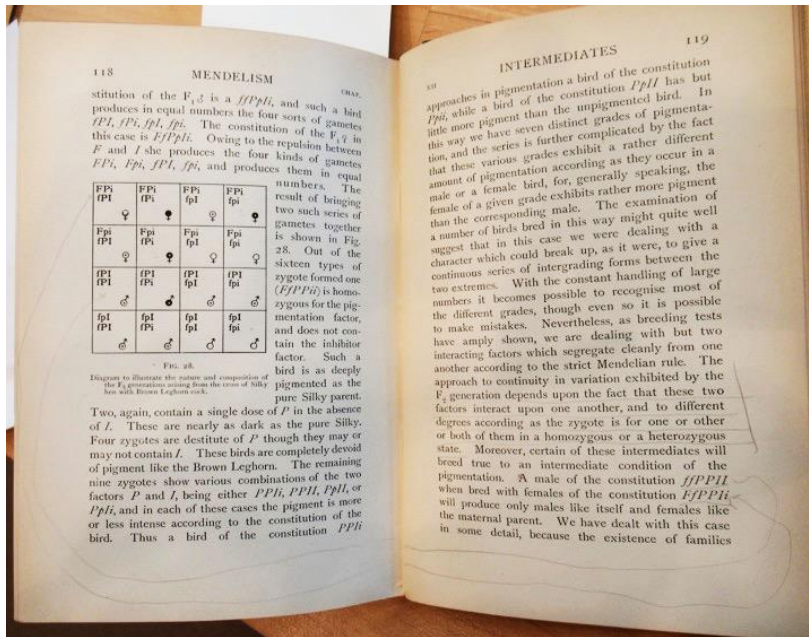 118 MENDELISM CHAP.
stitution of the F₁ ♂ is a ffPpIi, and such a bird
produces in equal numbers the four sorts of gametes
fPI, fPi, fpI, fpi. The constitution of the F₁ ♀ in
this case is FfPpIi. Owing to the repulsion between
F and I she produces the four kinds of gametes
FPi, Fpi, fPI, fpI, and produces them in equal
numbers. The
result of bringing
two such series of
gametes together
is shown in Fig.
28. Out of the
sixteen types of
zygote formed one
(FfPPii) is homo-
zygous for the pig-
mentation factor,
and does not con-
tain the inhibitor
factor. Such a
bird is as deeply
pigmented as the
pure Silky parent.
FPi FPi FPi FPi
fPI fPi fpI fpi
♀ ♀ ♀ ♀
Fpi Fpi Fpi Fpi
fPI fPi fpI fpi
♀ ♀ ♀ ♀
fPI fPI fPI fPI
fPI fPi fpI fpi
♂ ♂ ♂ ♂
fpI fpI fpI fpI
fPI fPi fpI fpi
♂ ♂ ♂ ♂
FIG. 28.
Diagram to illustrate the nature and composition of
the F₂ generations arising from the cross of Silky
hen with Brown Leghorn cock.
Two, again, contain a single dose of P in the absence
of I. These are nearly as dark as the pure Silky.
Four zygotes are destitute of P though they may or
may not contain I. These birds are completely devoid
of pigment like the Brown Leghorn. The remaining
nine zygotes show various combinations of the two
factors P and I, being either PPIi, PPII, PpII, or
PpIi, and in each of these cases the pigment is more
or less intense according to the constitution of the
bird. Thus a bird of the constitution PPIi
XII INTERMEDIATES 119
approaches in pigmentation a bird of the constitution
Ppii, while a bird of the constitution PpII has but
little more pigment than the unpigmented bird. In
this way we have seven distinct grades of pigmenta-
tion, and the series is further complicated by the fact
that these various grades exhibit a rather different
amount of pigmentation according as they occur in a
male or a female bird, for, generally speaking, the
female of a given grade exhibits rather more pigment
than the corresponding male. The examination of
a number of birds bred in this way might quite well
suggest that in this case we were dealing with a
character which could break up, as it were, to give a
continuous series of intergrading forms between the
two extremes. With the constant handling of large
numbers it becomes possible to recognise most of
the different grades, though even so it is possible
to make mistakes. Nevertheless, as breeding tests
have amply shown, we are dealing with but two
interacting factors which segregate cleanly from one
another according to the strict Mendelian rule. The
approach to continuity in variation exhibited by the
F₂ generation depends upon the fact that these two
factors interact upon one another, and to different
degrees according as the zygote is for one or other
or both of them in a homozygous or a heterozygous
state. Moreover, certain of these intermediates will
breed true to an intermediate condition of the
pigmentation. A male of the constitution ffPPII
when bred with females of the constitution FfPPIi
will produce only males like itself and females like
the maternal parent. We have dealt with this case
in some detail, because the existence of families